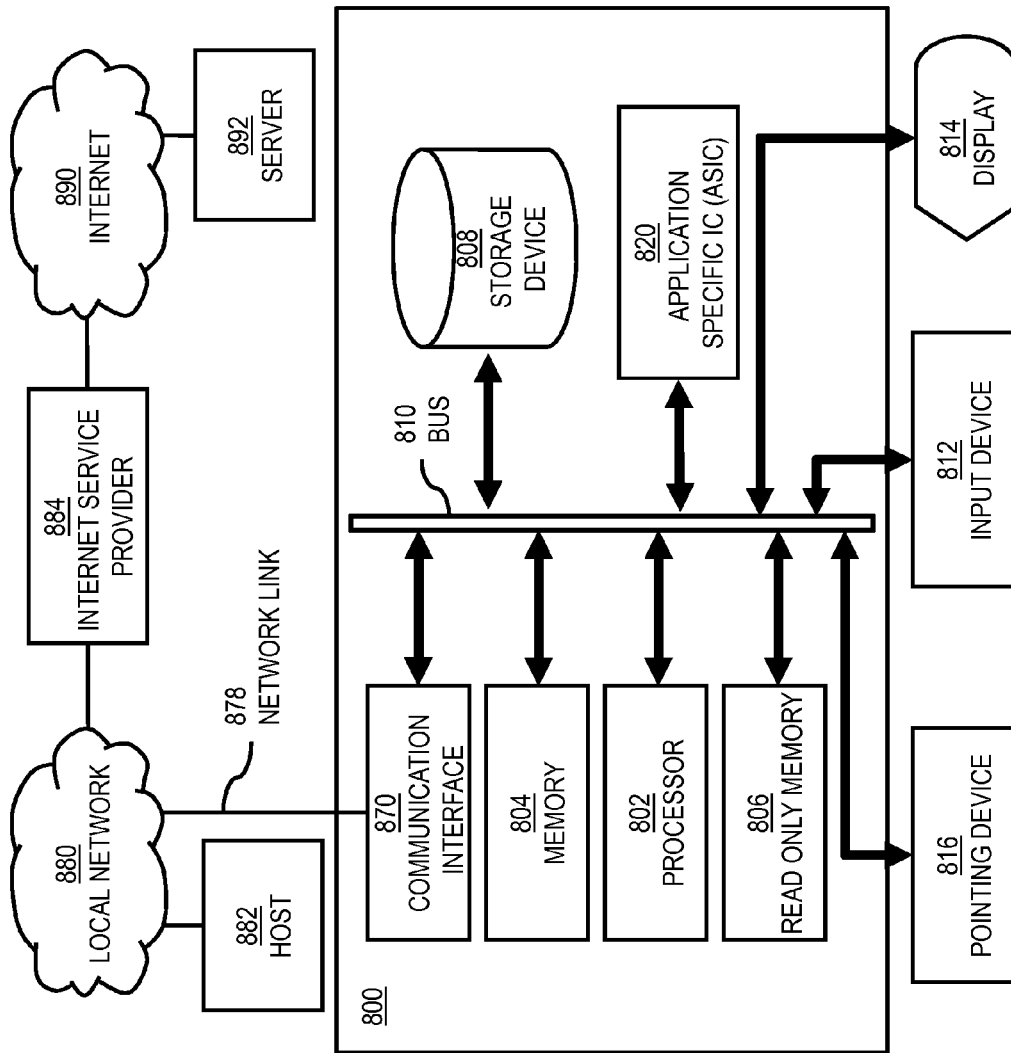 880
LOCAL NETWORK
884
INTERNET SERVICE
PROVIDER
890
INTERNET
882
HOST
878
NETWORK LINK
892
SERVER
800
870
COMMUNICATION
INTERFACE
804
MEMORY
802
PROCESSOR
806
READ ONLY MEMORY
810
BUS
808
STORAGE
DEVICE
820
APPLICATION
SPECIFIC IC (ASIC)
816
POINTING DEVICE
812
INPUT DEVICE
814
DISPLAY